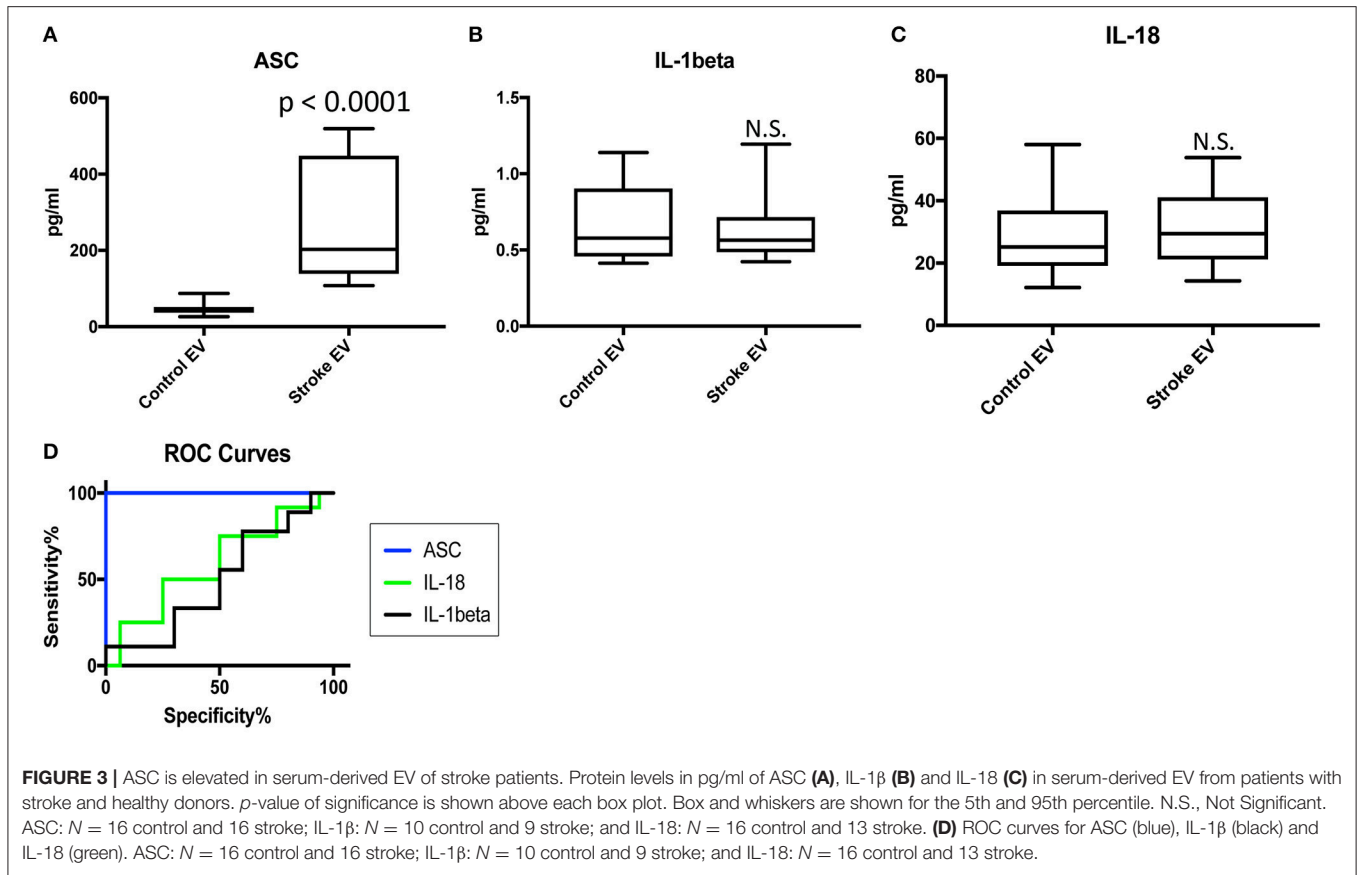 A
ASC
600
400
200
0
pg/ml
p < 0.0001
Control EV
Stroke EV
B
IL-1beta
1.5
1.0
0.5
0.0
pg/ml
N.S.
Control EV
Stroke EV
C
IL-18
80
60
40
20
0
pg/ml
N.S.
Control EV
Stroke EV
D
ROC Curves
100
50
0
Sensitivity%
0 50 100
Specificity%
ASC
IL-18
IL-1beta
FIGURE 3 | ASC is elevated in serum-derived EV of stroke patients. Protein levels in pg/ml of ASC (A), IL-1β (B) and IL-18 (C) in serum-derived EV from patients with
stroke and healthy donors. p-value of significance is shown above each box plot. Box and whiskers are shown for the 5th and 95th percentile. N.S., Not Significant.
ASC: N = 16 control and 16 stroke; IL-1β: N = 10 control and 9 stroke; and IL-18: N = 16 control and 13 stroke. (D) ROC curves for ASC (blue), IL-1β (black) and
IL-18 (green). ASC: N = 16 control and 16 stroke; IL-1β: N = 10 control and 9 stroke; and IL-18: N = 16 control and 13 stroke.